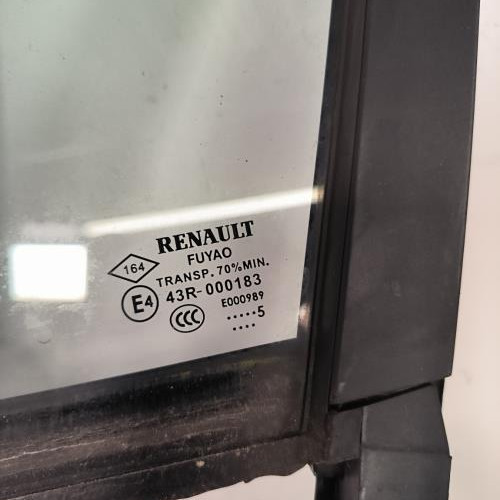 RENAULT
FUYAO
164
TRANSP. 70%MIN.
E4 43R-000183
CCC
E000989
.....5
....